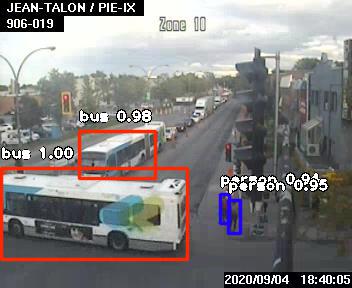 JEAN-TALON / PIE-IX
906-019
Zone 10
bus 0.98
bus 1.00
person 0.94
person 0.95
2020/09/04 18:40:05